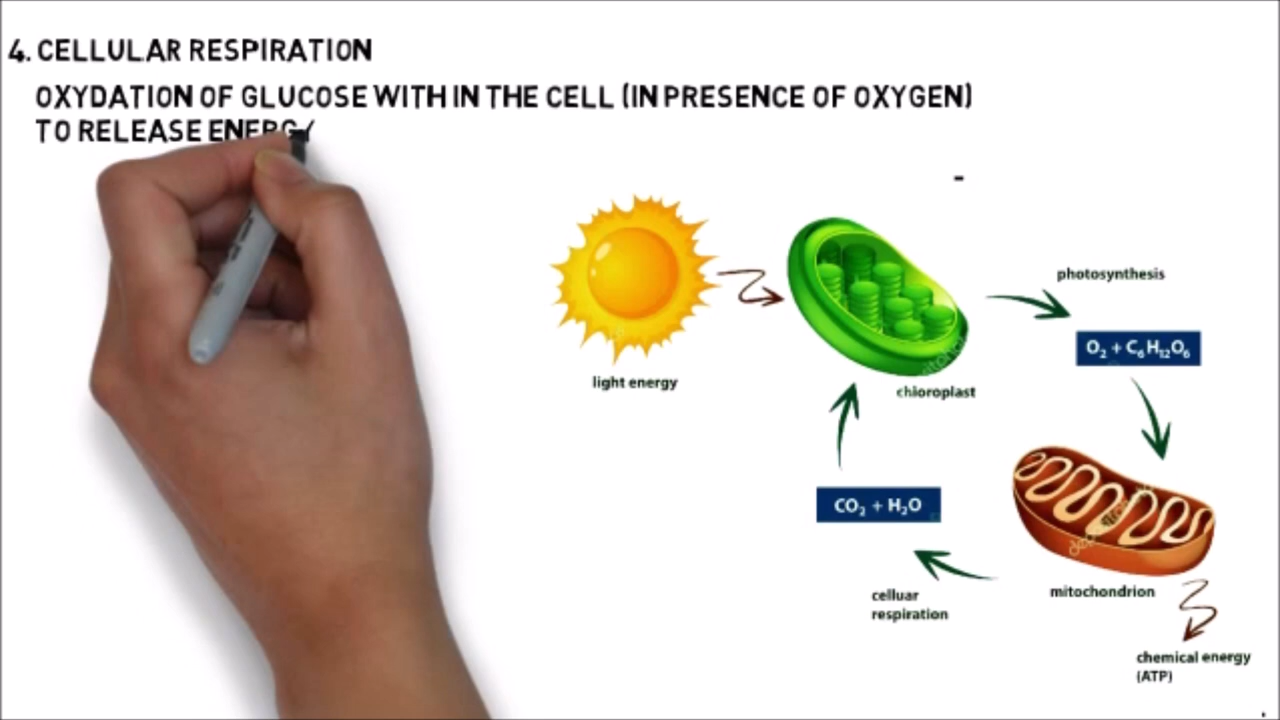 4. CELLULAR RESPIRATION
OXYDATION OF GLUCOSE WITH IN THE CELL (IN PRESENCE OF OXYGEN)
TO RELEASE ENERGY
photosynthesis
O₂ + C₆H₁₂O₆
light energy
chloroplast
CO₂ + H₂O
mitochondrion
celluar
respiration
chemical energy
(ATP)